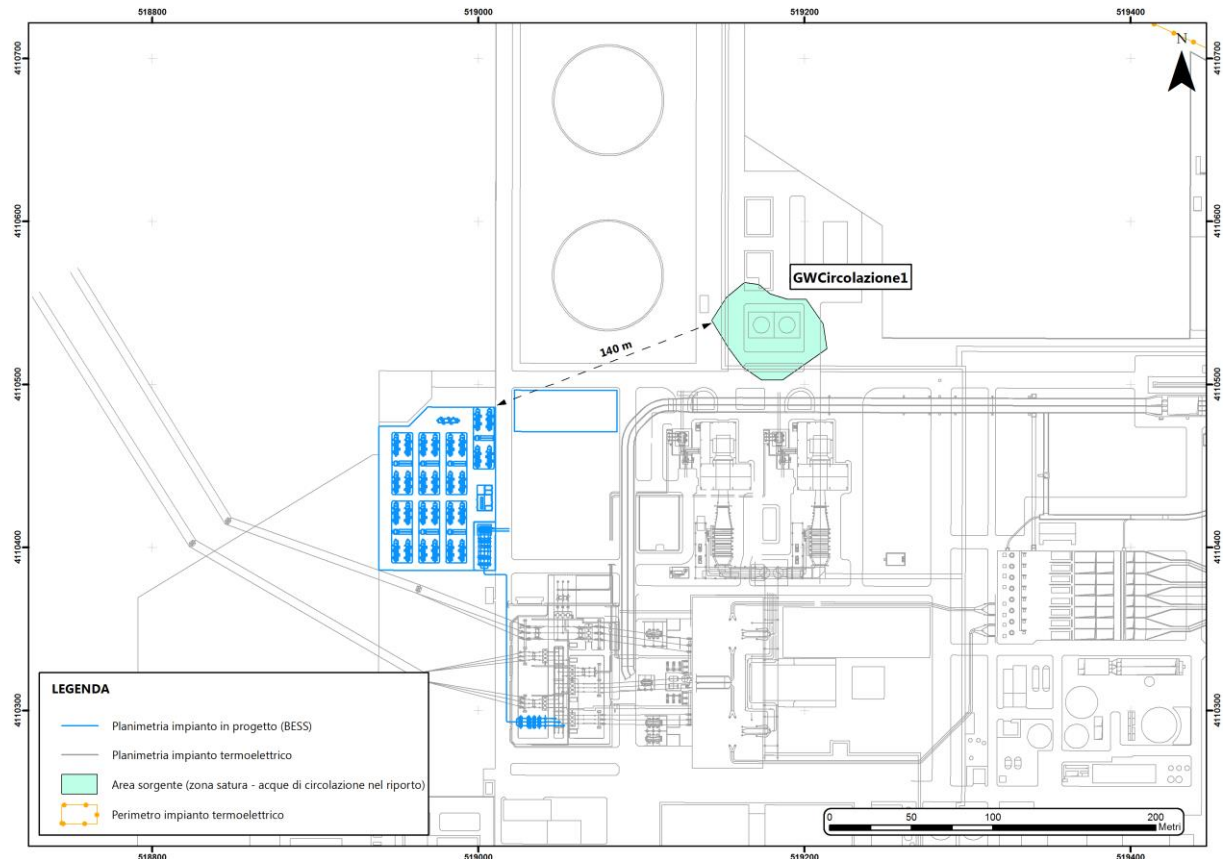 518800
519000
519200
519400
4110700
4110700
N
4110600
4110600
GWCircolazione1
140 m
4110500
4110500
4110400
4110400
4110300
4110300
LEGENDA
Planimetria impianto in progetto (BESS)
Planimetria impianto termoelettrico
Area sorgente (zona satura - acque di circolazione nel riporto)
Perimetro impianto termoelettrico
0 50 100 200
Metri
518800
519000
519200
519400